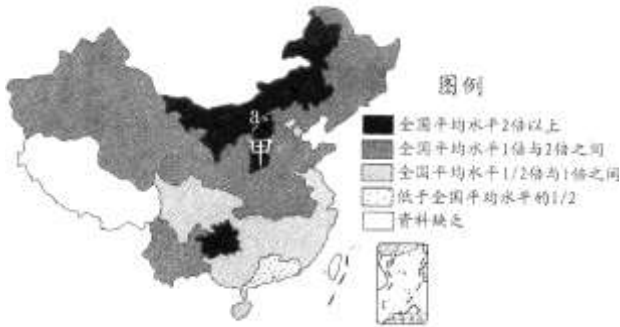 图例
全国平均水平2倍以上
全国平均水平1倍与2倍之间
全国平均水平1/2倍与1倍之间
低于全国平均水平的1/2
资料缺乏
a
甲